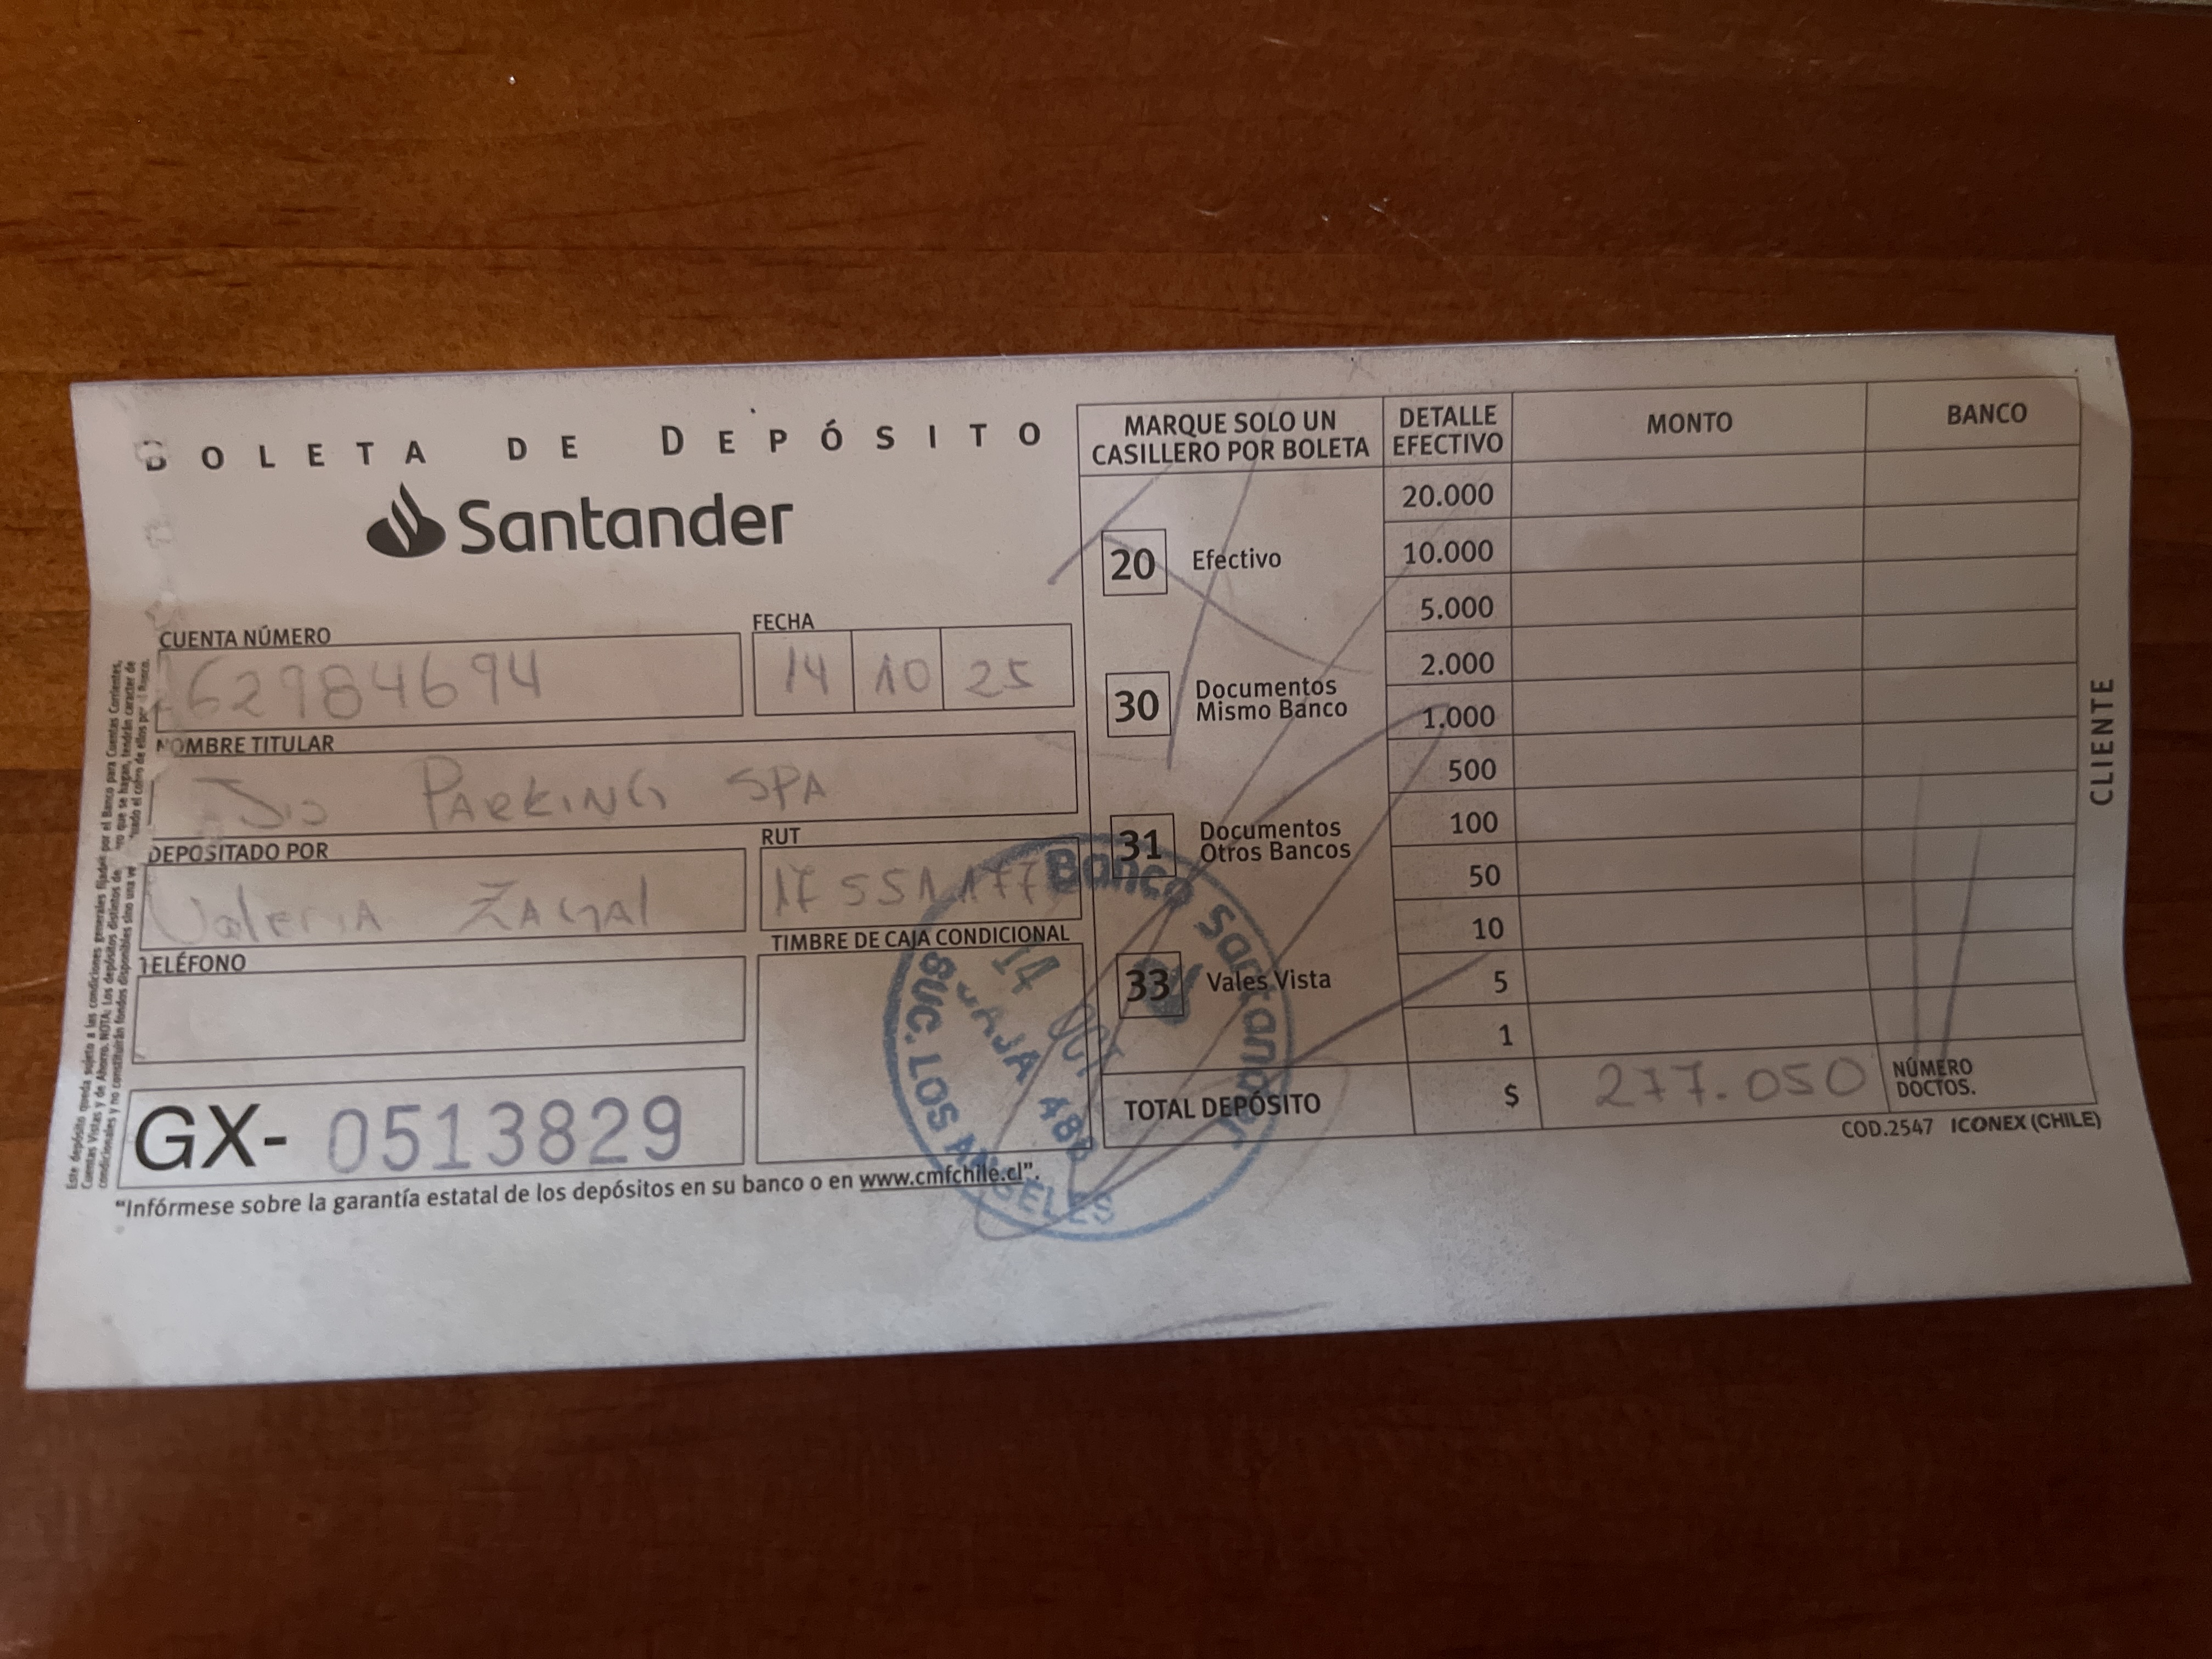 BOLETA DE DEPÓSITO
Santander
CUENTA NÚMERO
62984694
FECHA
14 10 25
NOMBRE TITULAR
PARKING SPA
DEPOSITADO POR
Valeria ZAGAl
RUT
TELÉFONO
TIMBRE DE CAJA CONDICIONAL
GX- 0513829
"Infórmese sobre la garantía estatal de los depósitos en su banco o en www.cmfchile.cl".
MARQUE SOLO UN
CASILLERO POR BOLETA
20 Efectivo
30 Documentos
Mismo Banco
31 Documentos
Otros Bancos
33 Vales Vista
DETALLE
EFECTIVO
MONTO
BANCO
20.000
10.000
5.000
2.000
1.000
500
100
50
10
5
1
TOTAL DEPÓSITO $ 277.050
NÚMERO
DOCTOS.
COD.2547 ICONEX (CHILE)
CLIENTE
Banco Santander
14 OCT
CAJA
SUC. LOS ANGELES